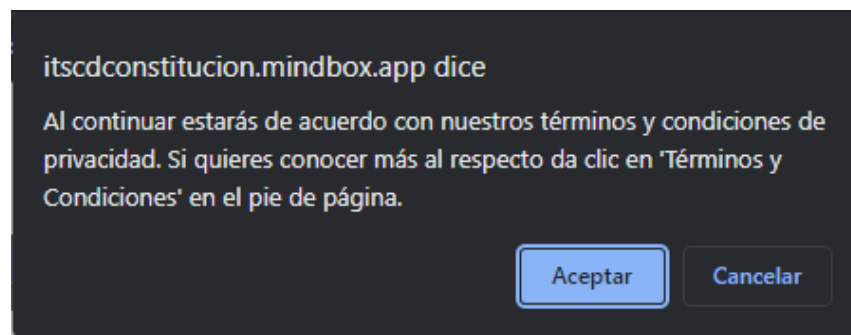 itscdconstitucion.mindbox.app dice
Al continuar estarás de acuerdo con nuestros términos y condiciones de
privacidad. Si quieres conocer más al respecto da clic en 'Términos y
Condiciones' en el pie de página.
Aceptar
Cancelar